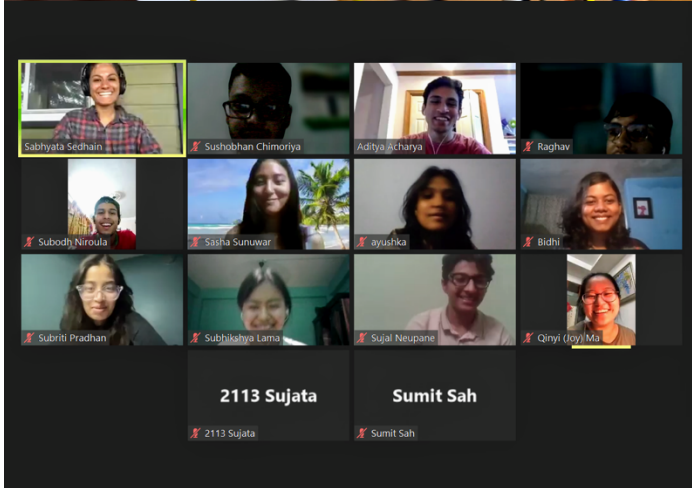 Sabhyata Sedhain
Sushobhan Chimoriya
Aditya Acharya
Raghav
Subodh Niroula
Sasha Sunuwar
ayushka
Bidhi
Subriti Pradhan
Subhikshya Lama
Sujal Neupane
Qinyi (Joy) Ma
2113 Sujata
Sumit Sah
2113 Sujata
Sumit Sah